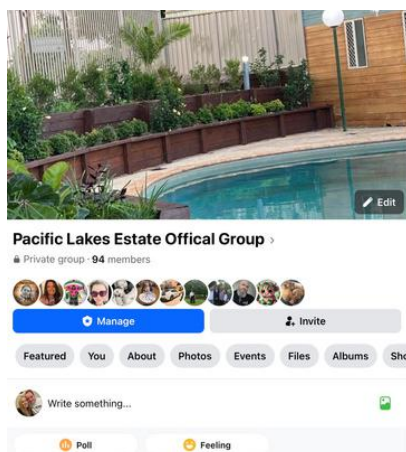 Edit
Pacific Lakes Estate Offical Group
Private group · 94 members
Manage
Invite
Featured You About Photos Events Files Albums Sho
Write something...
Poll Feeling